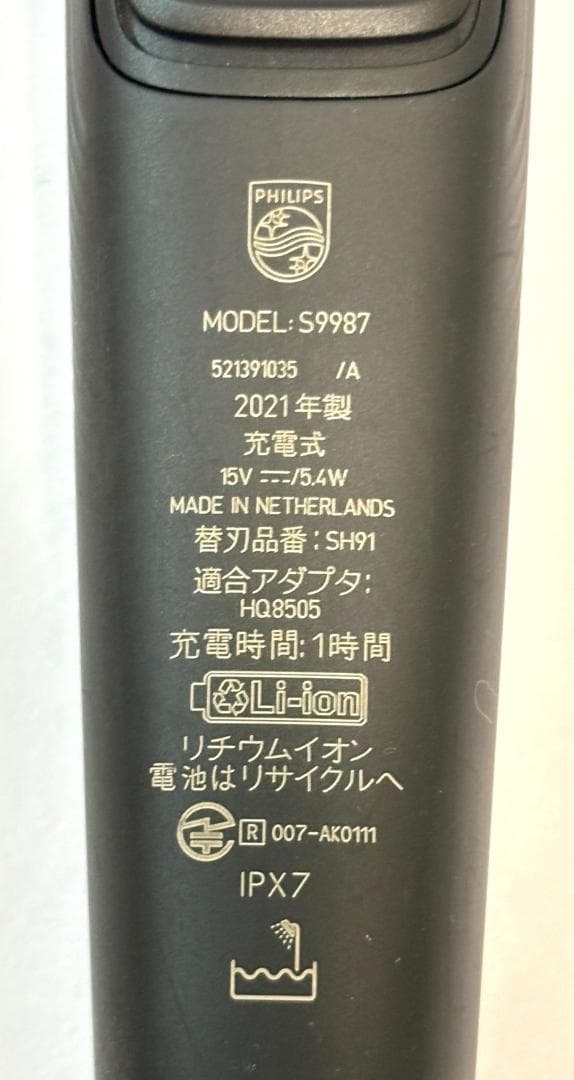 PHILIPS
MODEL: S9987
521391035 /A
2021年製
充電式
15V ⎓/5.4W
MADE IN NETHERLANDS
替刃品番：SH91
適合アダプタ：
HQ8505
充電時間：1時間
Li-ion
リチウムイオン
電池はリサイクルへ
R 007-AK0111
IPX7